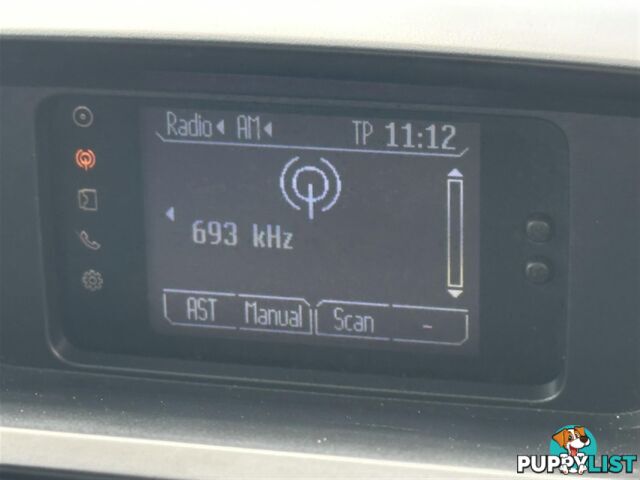 Radio AM TP 11:12
693 kHz
AST Manual Scan -
PUPPYLIST